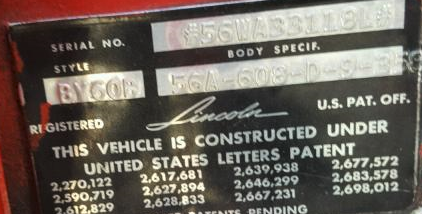 SERIAL NO. #56WA33118L#
STYLE BODY SPECIF.
BY60B 56A-60B-D-9-
Lincoln
REGISTERED U.S. PAT. OFF.
THIS VEHICLE IS CONSTRUCTED UNDER
UNITED STATES LETTERS PATENT
2,270,122 2,617,681 2,639,938 2,677,572
2,590,719 2,627,894 2,646,299 2,683,578
2,612,829 2,628,833 2,667,231 2,698,012
PATENTS PENDING